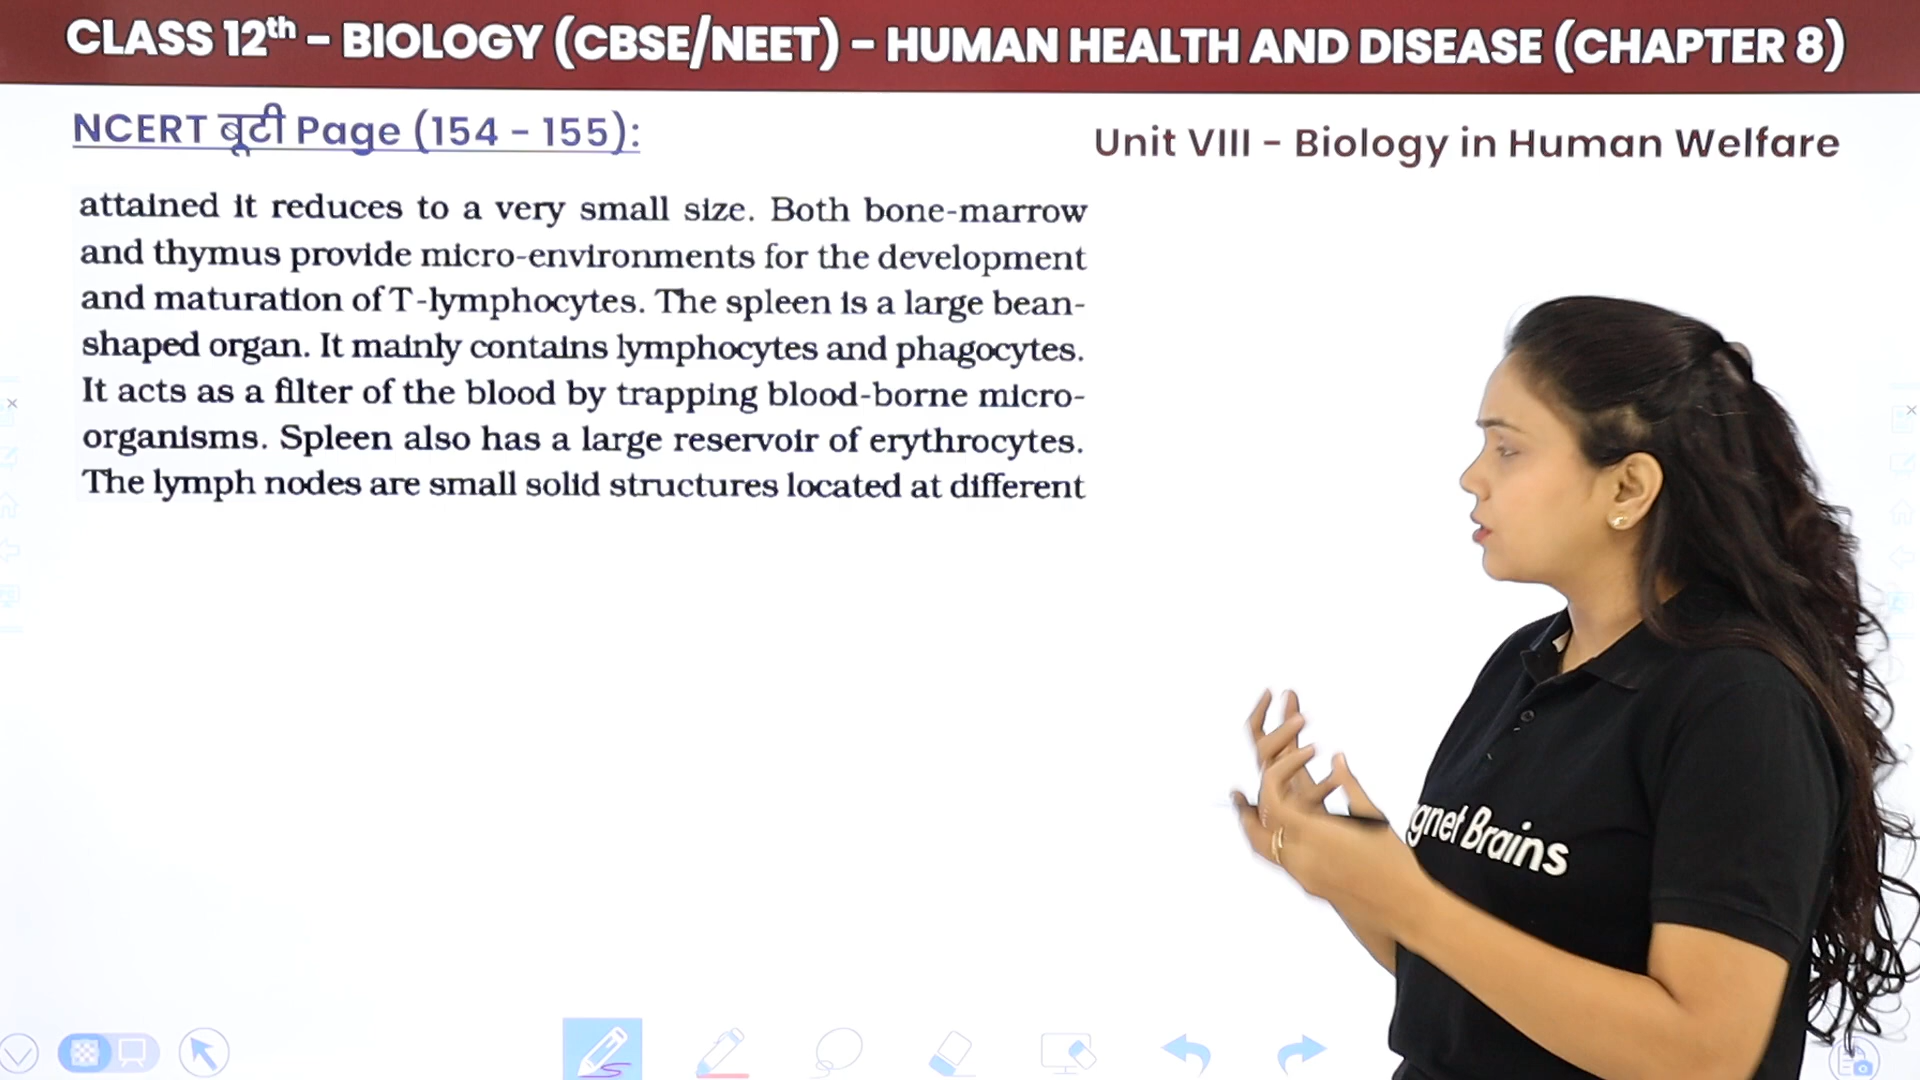 CLASS 12th – BIOLOGY (CBSE/NEET) – HUMAN HEALTH AND DISEASE (CHAPTER 8)
NCERT बूटी Page (154 – 155):
Unit VIII – Biology in Human Welfare
attained it reduces to a very small size. Both bone-marrow
and thymus provide micro-environments for the development
and maturation of T-lymphocytes. The spleen is a large bean-
shaped organ. It mainly contains lymphocytes and phagocytes.
It acts as a filter of the blood by trapping blood-borne micro-
organisms. Spleen also has a large reservoir of erythrocytes.
The lymph nodes are small solid structures located at different
gnet Brains